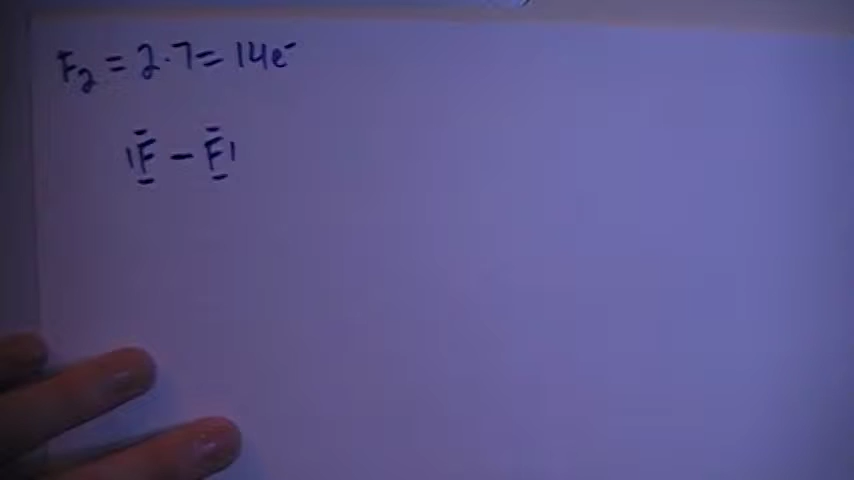 F₂ = 2·7 = 14e⁻
|F̲̅ – F̲̅|